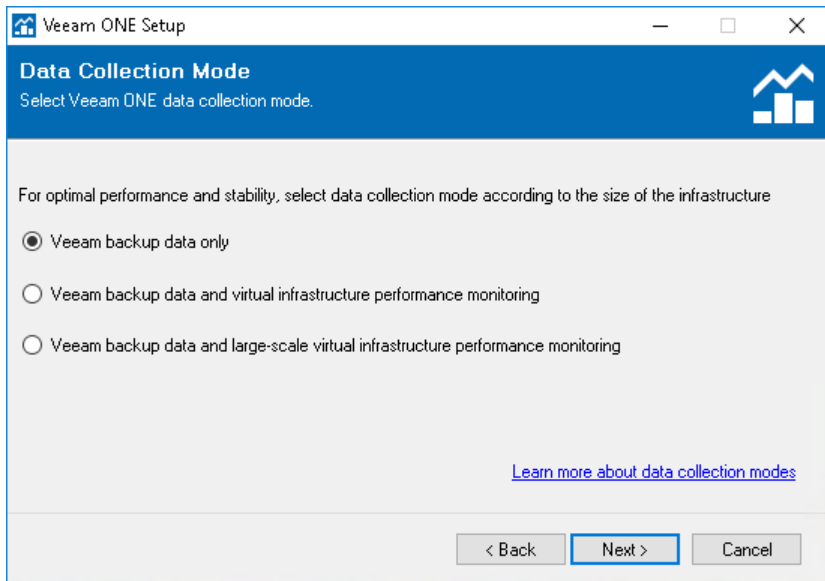 Veeam ONE Setup
Data Collection Mode
Select Veeam ONE data collection mode.
For optimal performance and stability, select data collection mode according to the size of the infrastructure
Veeam backup data only
Veeam backup data and virtual infrastructure performance monitoring
Veeam backup data and large-scale virtual infrastructure performance monitoring
Learn more about data collection modes
< Back
Next >
Cancel